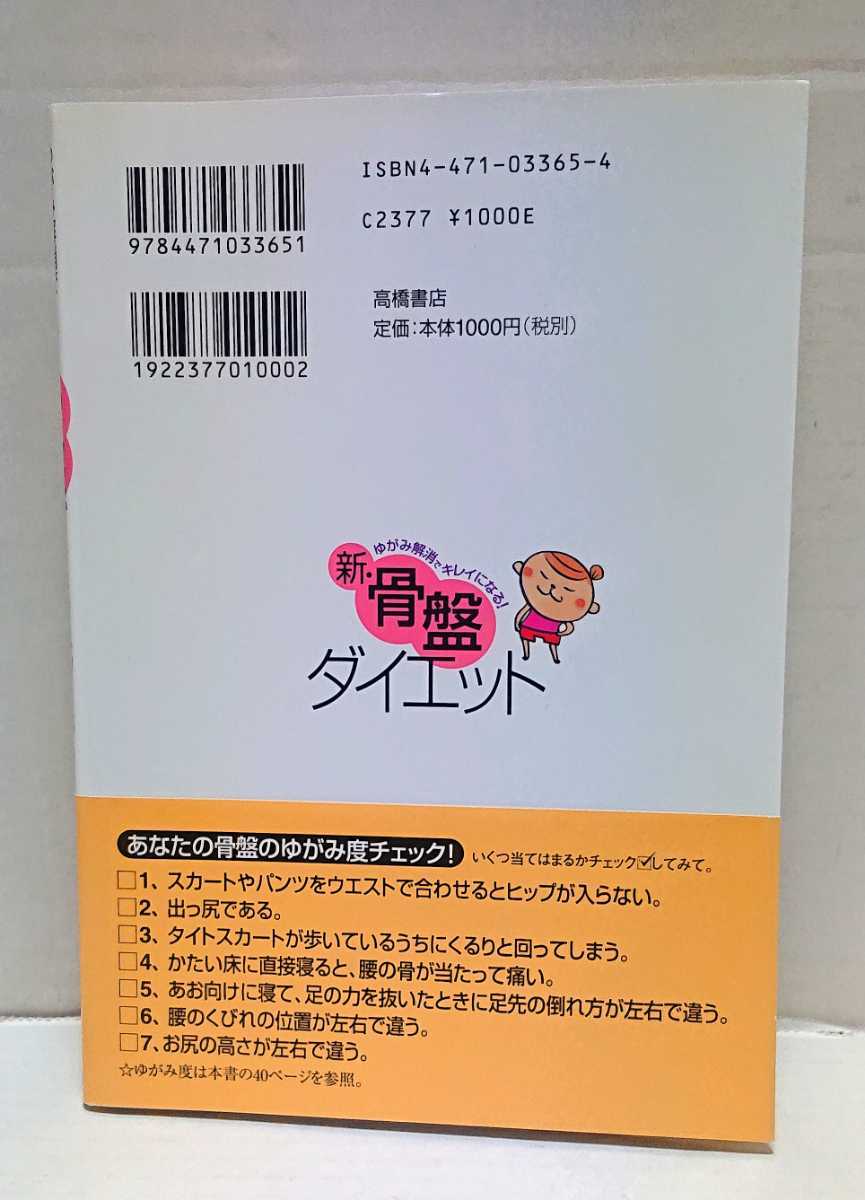 ISBN4-471-03365-4
9784471033651
C2377 ¥1000E
高橋書店
定価:本体1000円(税別)
1922377010002
ゆがみ解消でキレイになる!
新・骨盤
ダイエット
あなたの骨盤のゆがみ度チェック! いくつ当てはまるかチェック☑してみて。
□1、スカートやパンツをウエストで合わせるとヒップが入らない。
□2、出っ尻である。
□3、タイトスカートが歩いているうちにくるりと回ってしまう。
□4、かたい床に直接寝ると、腰の骨が当たって痛い。
□5、あお向けに寝て、足の力を抜いたときに足先の倒れ方が左右で違う。
□6、腰のくびれの位置が左右で違う。
□7、お尻の高さが左右で違う。
☆ゆがみ度は本書の40ページを参照。